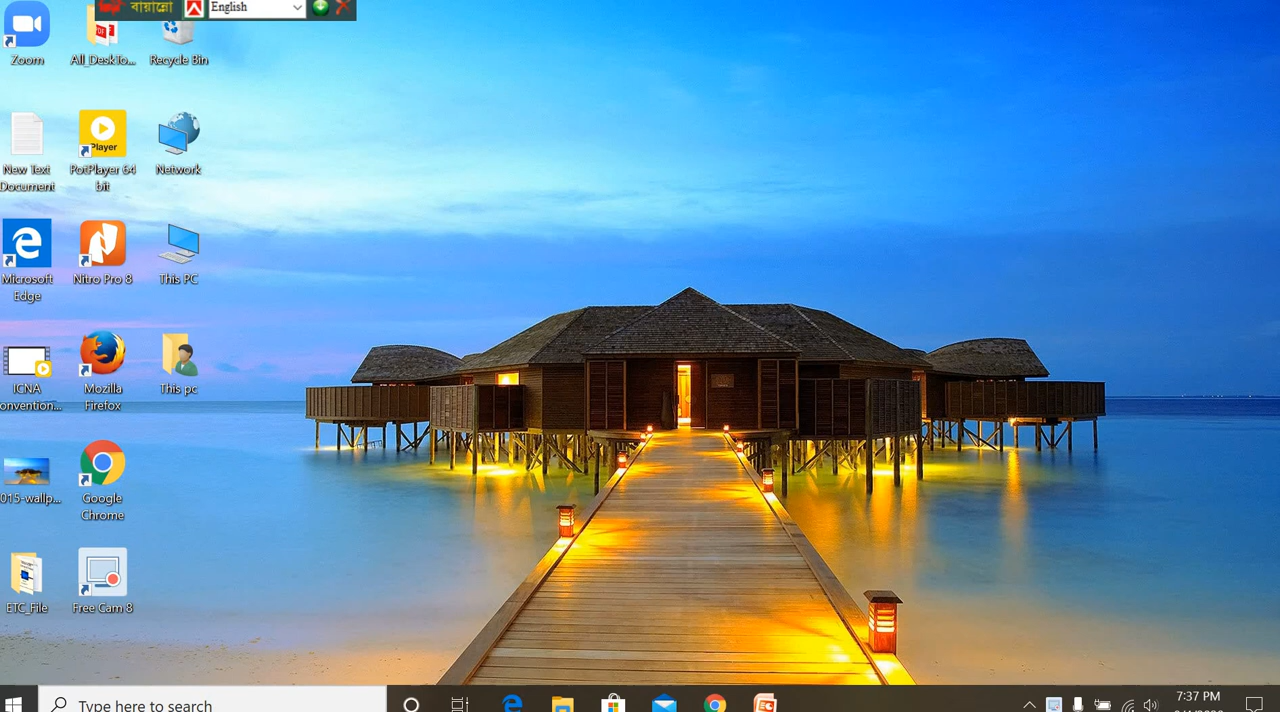 বায়ান্নো
English
Zoom
All_DeskTo...
Recycle Bin
New Text
Document
Player
PotPlayer 64
bit
Network
Microsoft
Edge
Nitro Pro 8
This PC
ICNA
onvention...
Mozilla
Firefox
This pc
015-wallp...
Google
Chrome
ETC_File
Free Cam 8
Type here to search
7:37 PM